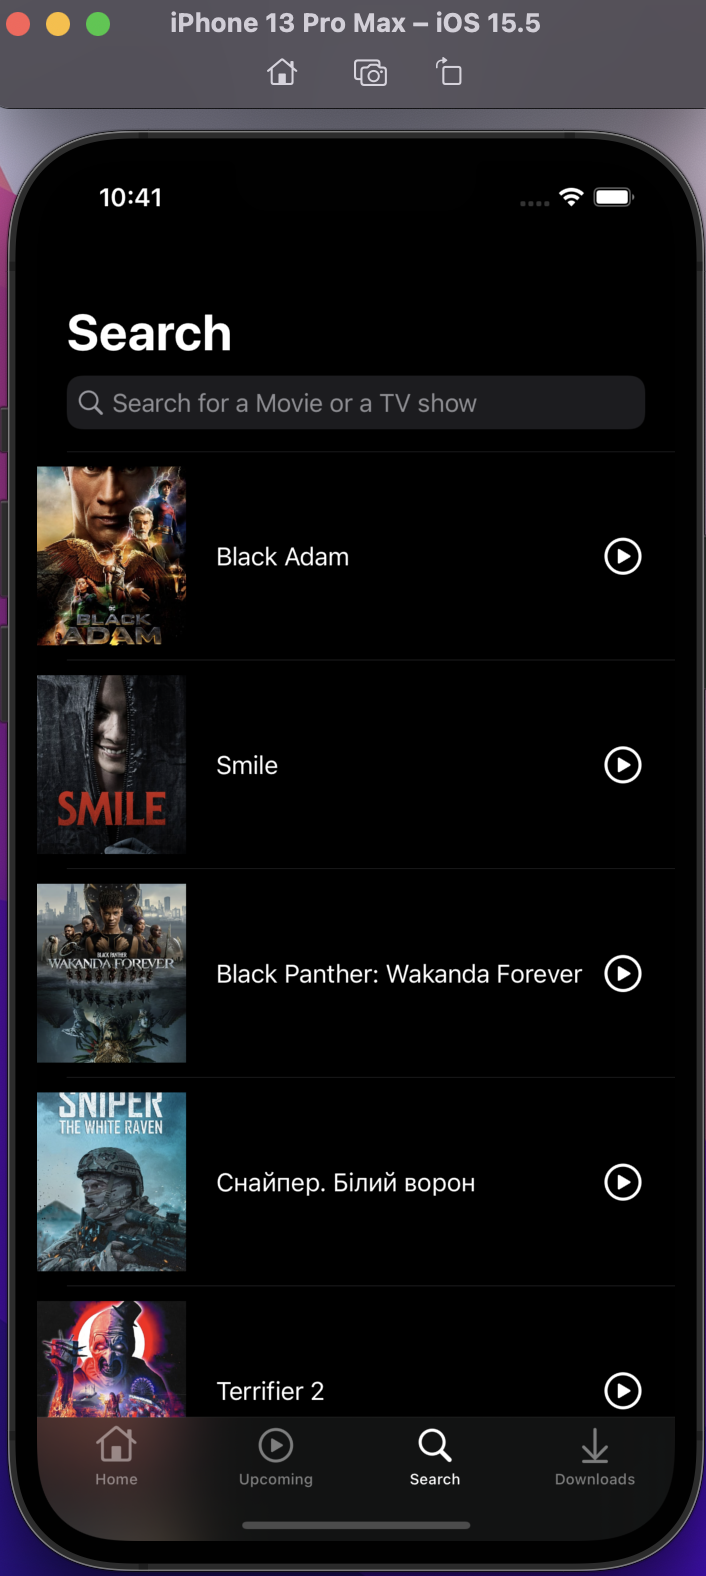 iPhone 13 Pro Max – iOS 15.5
10:41
Search
Search for a Movie or a TV show
BLACK
ADAM
Black Adam
SMILE
Smile
BLACK PANTHER
WAKANDA FOREVER
Black Panther: Wakanda Forever
SNIPER
THE WHITE RAVEN
Снайпер. Білий ворон
Terrifier 2
Home
Upcoming
Search
Downloads